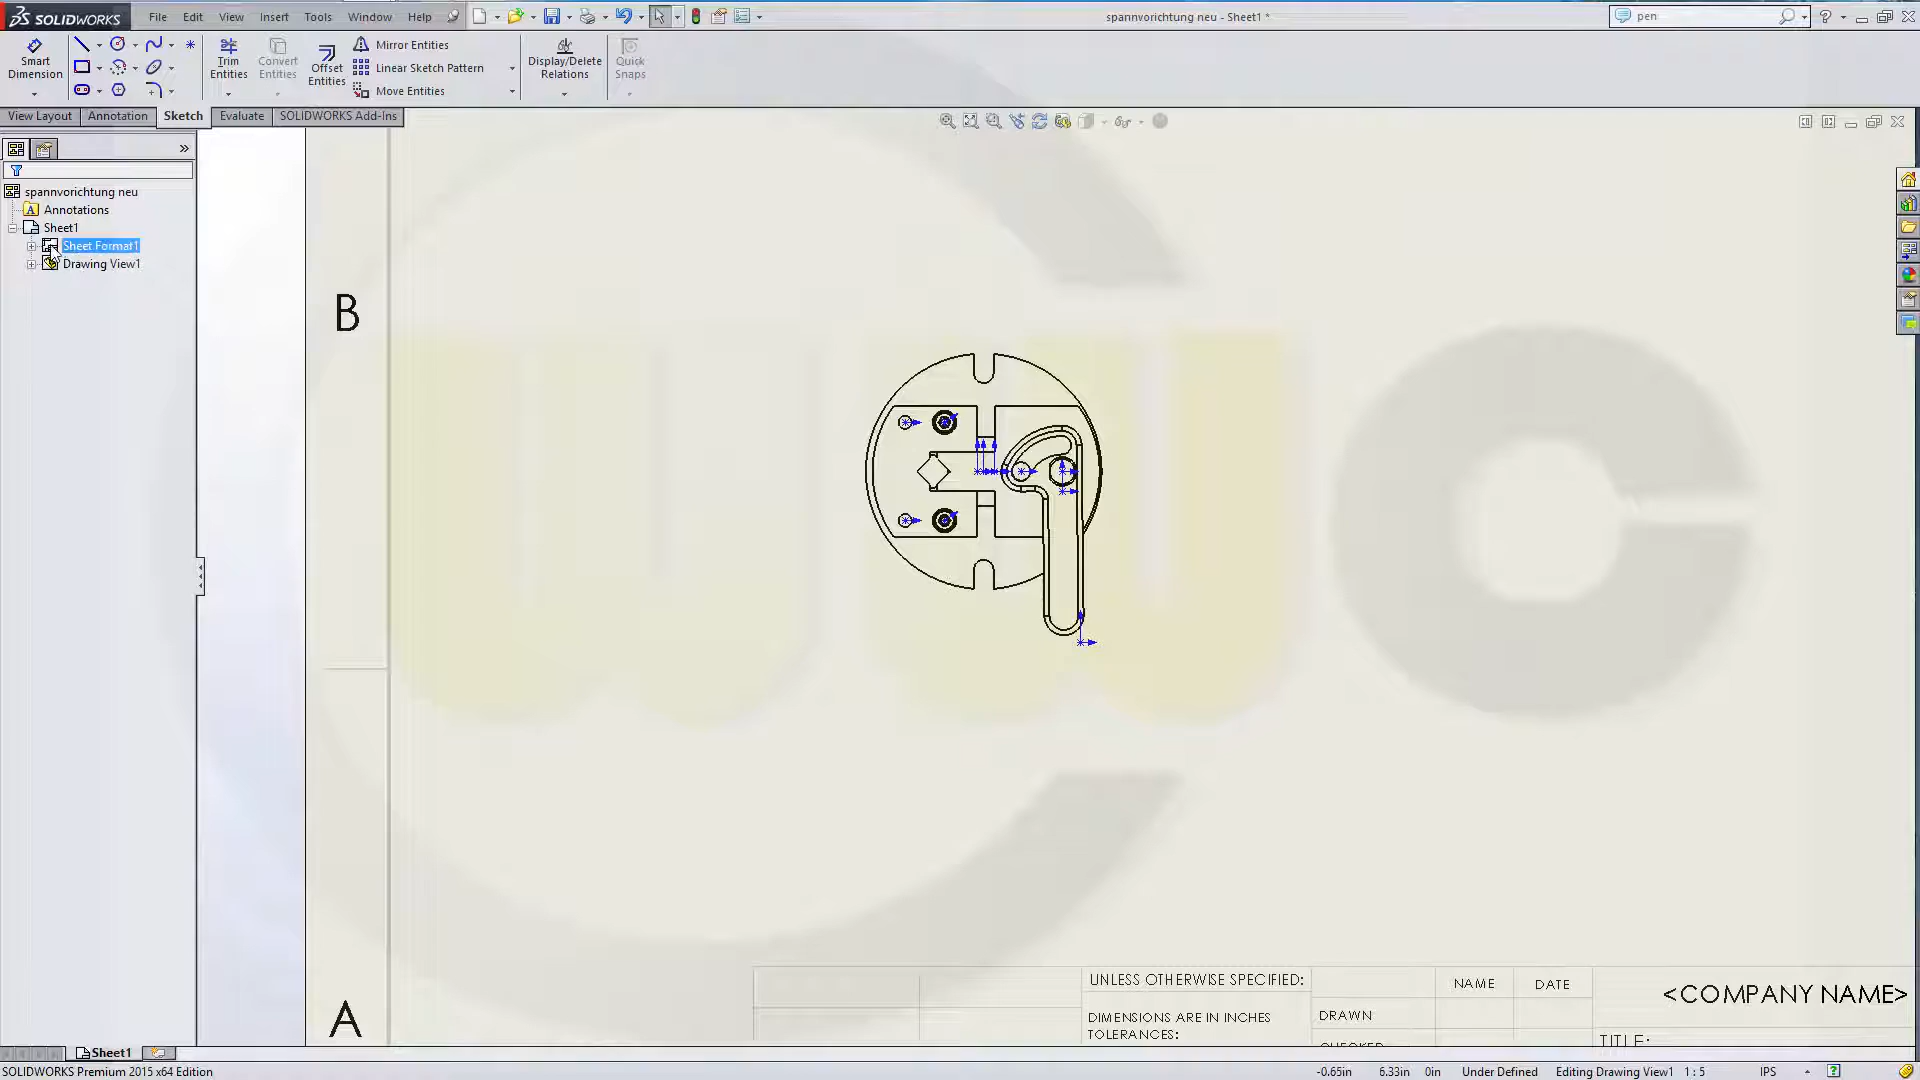 SOLIDWORKS
File Edit View Insert Tools Window Help
spannvorichtung neu - Sheet1 *
pen
Smart Dimension
Trim Entities
Convert Entities
Offset Entities
Mirror Entities
Linear Sketch Pattern
Move Entities
Display/Delete Relations
Quick Snaps
View Layout Annotation Sketch Evaluate SOLIDWORKS Add-Ins
spannvorichtung neu
Annotations
Sheet1
Sheet Format1
Drawing View1
B
A
UNLESS OTHERWISE SPECIFIED:
DIMENSIONS ARE IN INCHES
TOLERANCES:
NAME DATE
DRAWN
CHECKED
<COMPANY NAME>
TITLE:
Sheet1
SOLIDWORKS Premium 2015 x64 Edition
-0.65in 6.33in 0in Under Defined Editing Drawing View1 1 : 5 IPS